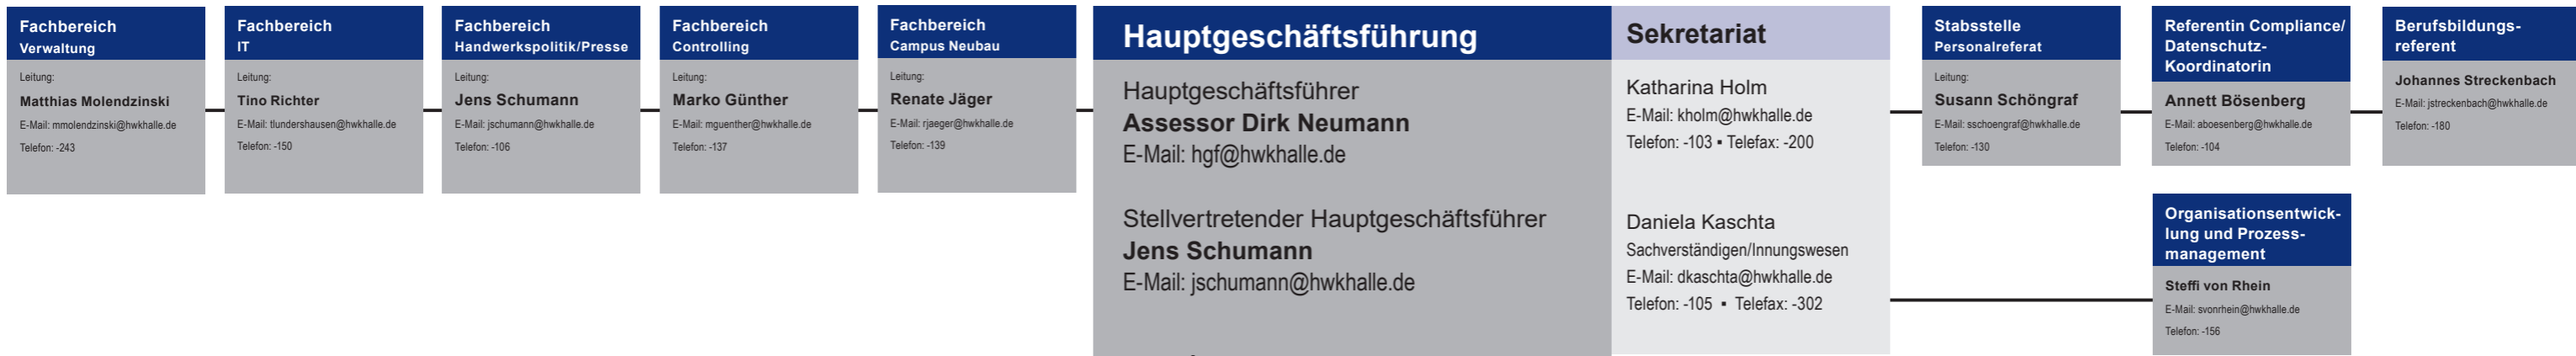 Fachbereich
Verwaltung
Leitung:
Matthias Molendzinski
E-Mail: mmolendzinski@hwkhalle.de
Telefon: -243
Fachbereich
IT
Leitung:
Tino Richter
E-Mail: tlundershausen@hwkhalle.de
Telefon: -150
Fachbereich
Handwerkspolitik/Presse
Leitung:
Jens Schumann
E-Mail: jschumann@hwkhalle.de
Telefon: -106
Fachbereich
Controlling
Leitung:
Marko Günther
E-Mail: mguenther@hwkhalle.de
Telefon: -137
Fachbereich
Campus Neubau
Leitung:
Renate Jäger
E-Mail: rjaeger@hwkhalle.de
Telefon: -139
Hauptgeschäftsführung
Hauptgeschäftsführer
Assessor Dirk Neumann
E-Mail: hgf@hwkhalle.de
Stellvertretender Hauptgeschäftsführer
Jens Schumann
E-Mail: jschumann@hwkhalle.de
Sekretariat
Katharina Holm
E-Mail: kholm@hwkhalle.de
Telefon: -103 ▪ Telefax: -200
Daniela Kaschta
Sachverständigen/Innungswesen
E-Mail: dkaschta@hwkhalle.de
Telefon: -105 ▪ Telefax: -302
Stabsstelle
Personalreferat
Leitung:
Susann Schöngraf
E-Mail: sschoengraf@hwkhalle.de
Telefon: -130
Referentin Compliance/
Datenschutz-
Koordinatorin
Annett Bösenberg
E-Mail: aboesenberg@hwkhalle.de
Telefon: -104
Berufsbildungs-
referent
Johannes Streckenbach
E-Mail: jstreckenbach@hwkhalle.de
Telefon: -180
Organisationsentwick-
lung und Prozess-
management
Steffi von Rhein
E-Mail: svonrhein@hwkhalle.de
Telefon: -156